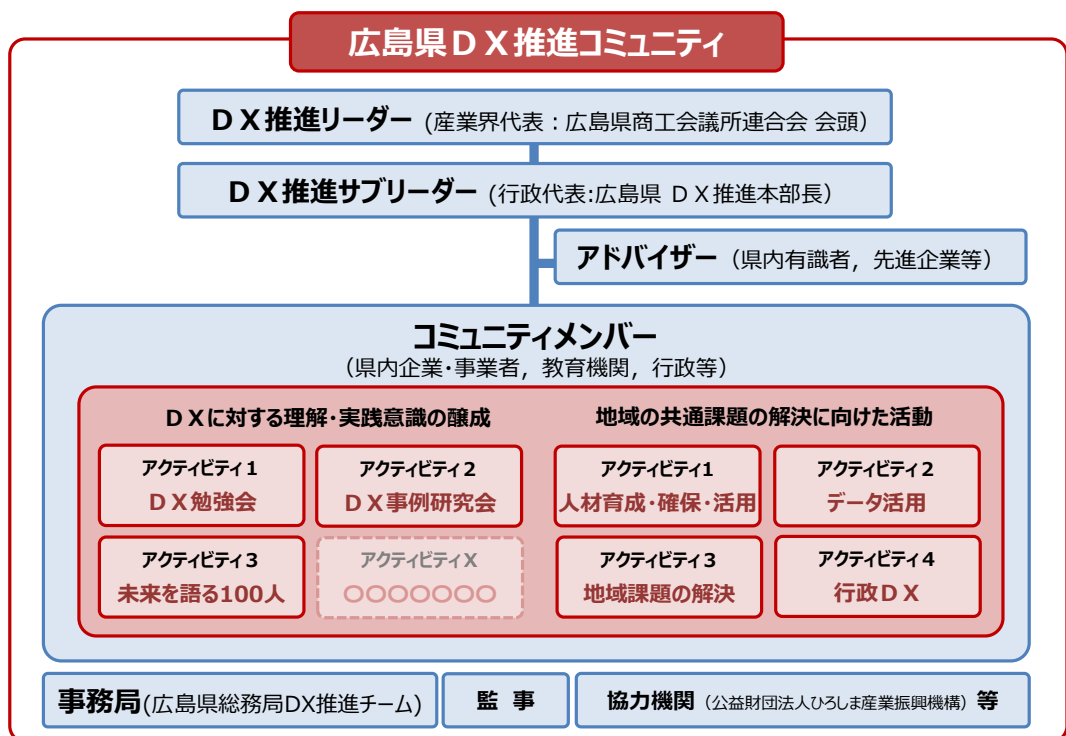 広島県ＤＸ推進コミュニティ
ＤＸ推進リーダー (産業界代表：広島県商工会議所連合会 会頭)
ＤＸ推進サブリーダー (行政代表:広島県 ＤＸ推進本部長)
アドバイザー （県内有識者，先進企業等）
コミュニティメンバー
（県内企業・事業者，教育機関，行政等）
ＤＸに対する理解・実践意識の醸成
アクティビティ１
ＤＸ勉強会
アクティビティ２
ＤＸ事例研究会
アクティビティ3
未来を語る100人
アクティビティＸ
○○○○○○○
地域の共通課題の解決に向けた活動
アクティビティ1
人材育成・確保・活用
アクティビティ２
データ活用
アクティビティ３
地域課題の解決
アクティビティ４
行政ＤＸ
事務局(広島県総務局DX推進チーム)
監 事
協力機関（公益財団法人ひろしま産業振興機構）等